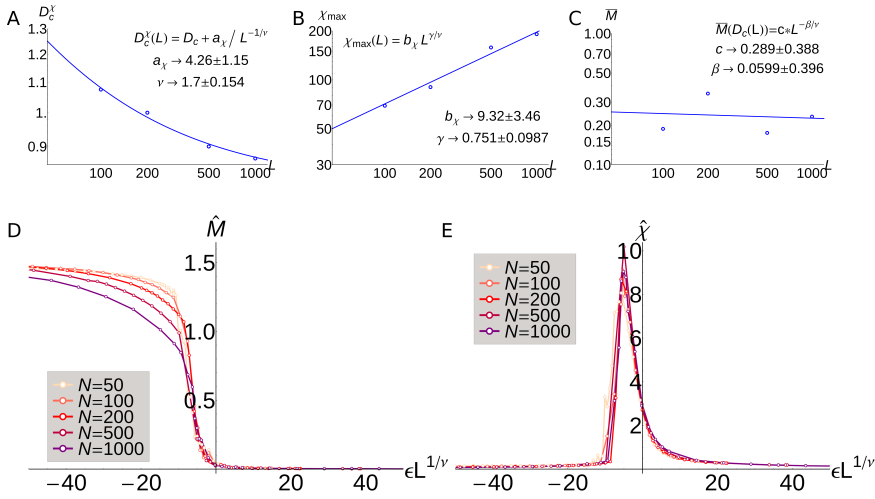 A
D_c^χ
1.3
1.2
1.1
1.
0.9
D_c^χ(L) = D_c + a_χ / L^{-1/ν}
a_χ → 4.26±1.15
ν → 1.7±0.154
100 200 500 1000 L
B
χ_max
200
150
100
70
50
30
χ_max(L) = b_χ L^{γ/ν}
b_χ → 9.32±3.46
γ → 0.751±0.0987
100 200 500 1000 L
C
M̅
1.00
0.70
0.50
0.30
0.20
0.15
0.10
M̅(D_c(L))=c*L^{-β/ν}
c → 0.289±0.388
β → 0.0599±0.396
100 200 500 1000 L
D
M̂
1.5
1.0
0.5
N=50
N=100
N=200
N=500
N=1000
−40 −20 0 20 40
ϵL^{1/ν}
E
χ̂
10
8
6
4
2
N=50
N=100
N=200
N=500
N=1000
−40 −20 0 20 40
ϵL^{1/ν}